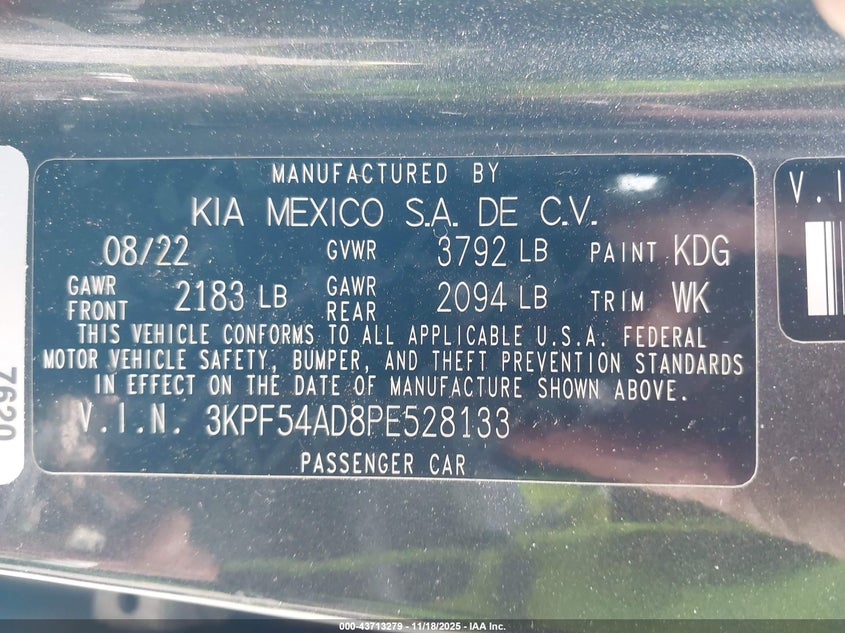 MANUFACTURED BY
KIA MEXICO S.A. DE C.V.
08/22 GVWR 3792 LB PAINT KDG
GAWR FRONT 2183 LB GAWR REAR 2094 LB TRIM WK
THIS VEHICLE CONFORMS TO ALL APPLICABLE U.S.A. FEDERAL
MOTOR VEHICLE SAFETY, BUMPER, AND THEFT PREVENTION STANDARDS
IN EFFECT ON THE DATE OF MANUFACTURE SHOWN ABOVE.
V.I.N. 3KPF54AD8PE528133
PASSENGER CAR
V.I
7620
000-43713279 - 11/18/2025 - IAA Inc.